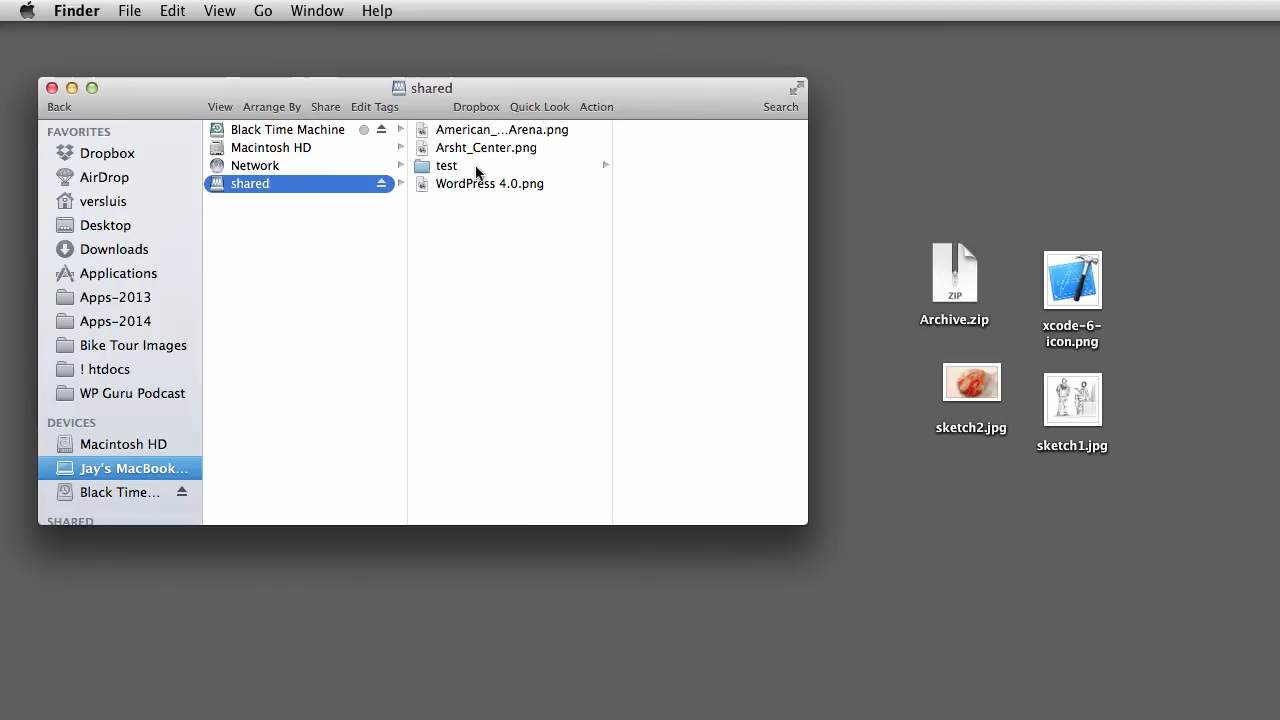 Finder File Edit View Go Window Help
shared
Back View Arrange By Share Edit Tags Dropbox Quick Look Action Search
FAVORITES
Dropbox
AirDrop
versluis
Desktop
Downloads
Applications
Apps-2013
Apps-2014
Bike Tour Images
! htdocs
WP Guru Podcast
DEVICES
Macintosh HD
Jay's MacBook...
Black Time...
SHARED
Black Time Machine
Macintosh HD
Network
shared
American_...Arena.png
Arsht_Center.png
test
WordPress 4.0.png
ZIP
Archive.zip
xcode-6-
icon.png
sketch2.jpg
sketch1.jpg